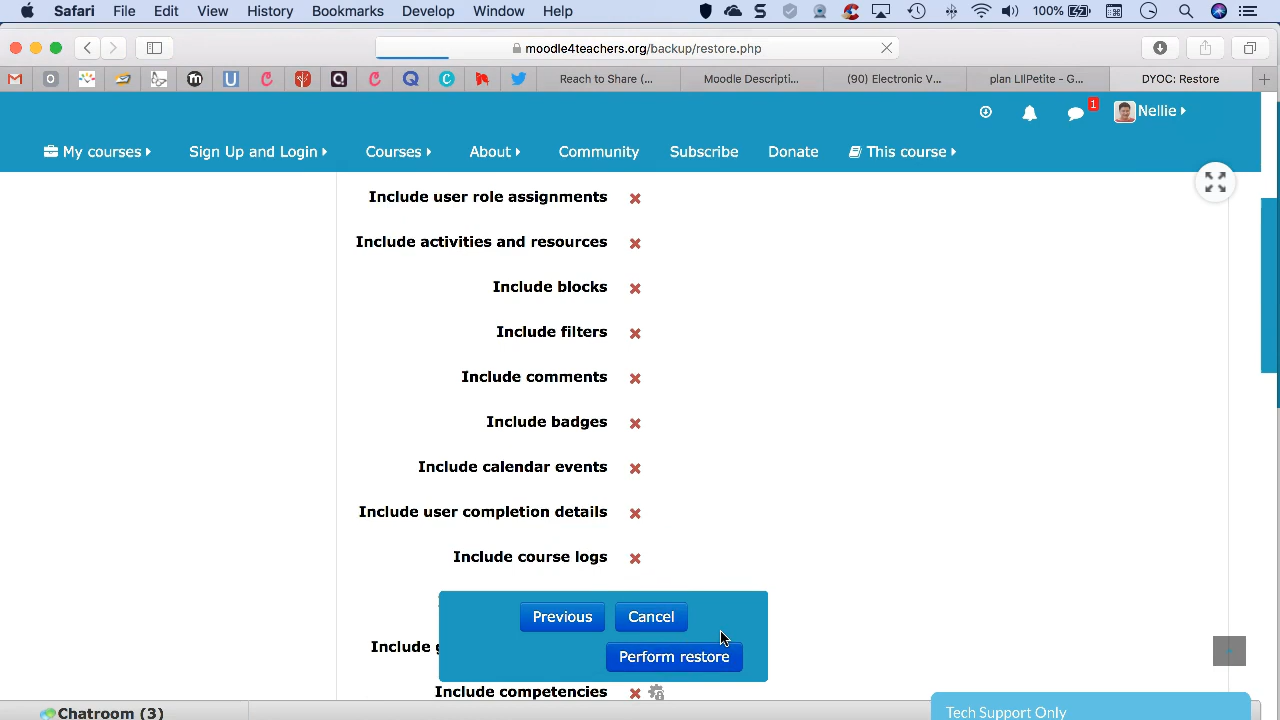 Safari File Edit View History Bookmarks Develop Window Help 100%
moodle4teachers.org/backup/restore.php
Reach to Share (... Moodle Descripti... (90) Electronic V... plan LilPetite - G... DYOC: Restore
1 Nellie
My courses Sign Up and Login Courses About Community Subscribe Donate This course
Include user role assignments
Include activities and resources
Include blocks
Include filters
Include comments
Include badges
Include calendar events
Include user completion details
Include course logs
Previous Cancel
Include
Perform restore
Include competencies
Chatroom (3)
Tech Support Only